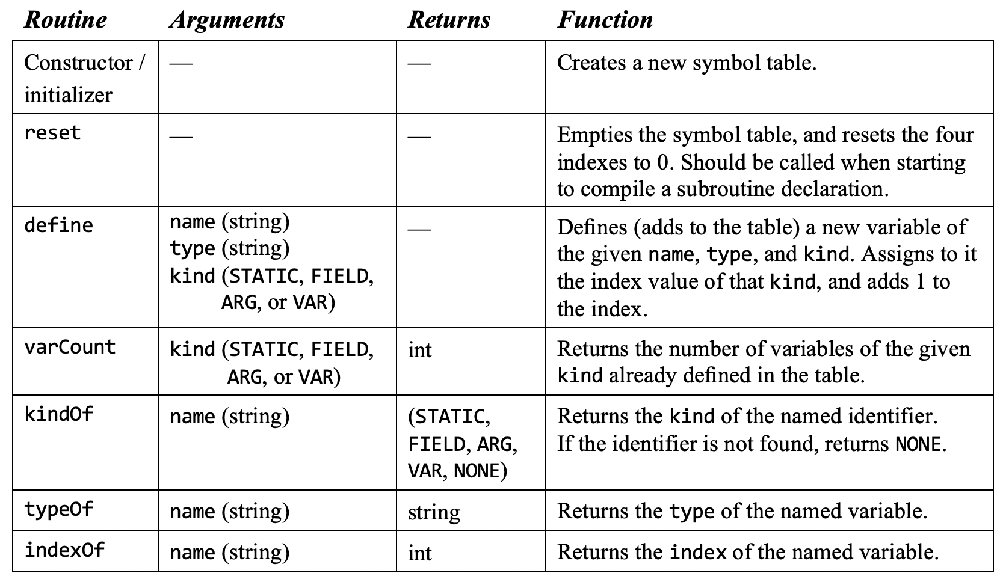 Routine Arguments Returns Function
Constructor / — — Creates a new symbol table.
initializer
reset — — Empties the symbol table, and resets the four
indexes to 0. Should be called when starting
to compile a subroutine declaration.
define name (string) — Defines (adds to the table) a new variable of
type (string) the given name, type, and kind. Assigns to it
kind (STATIC, FIELD, the index value of that kind, and adds 1 to
ARG, or VAR) the index.
varCount kind (STATIC, FIELD, int Returns the number of variables of the given
ARG, or VAR) kind already defined in the table.
kindOf name (string) (STATIC, Returns the kind of the named identifier.
FIELD, ARG, If the identifier is not found, returns NONE.
VAR, NONE)
typeOf name (string) string Returns the type of the named variable.
indexOf name (string) int Returns the index of the named variable.